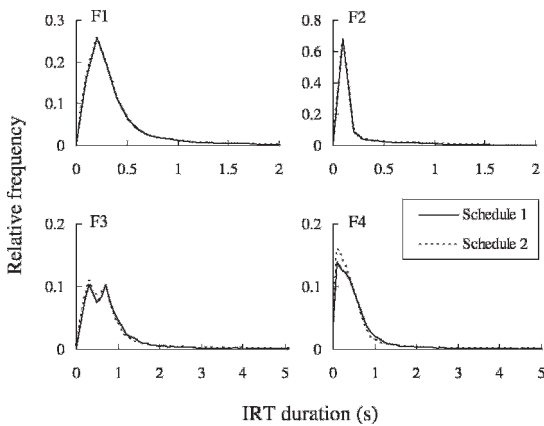 F1
0.3
0.2
0.1
0
0 0.5 1 1.5 2
F2
0.8
0.6
0.4
0.2
0
0 0.5 1 1.5 2
Relative frequency
F3
0.2
0.1
0
0 1 2 3 4 5
F4
0.2
0.1
0
0 1 2 3 4 5
Schedule 1
Schedule 2
IRT duration (s)